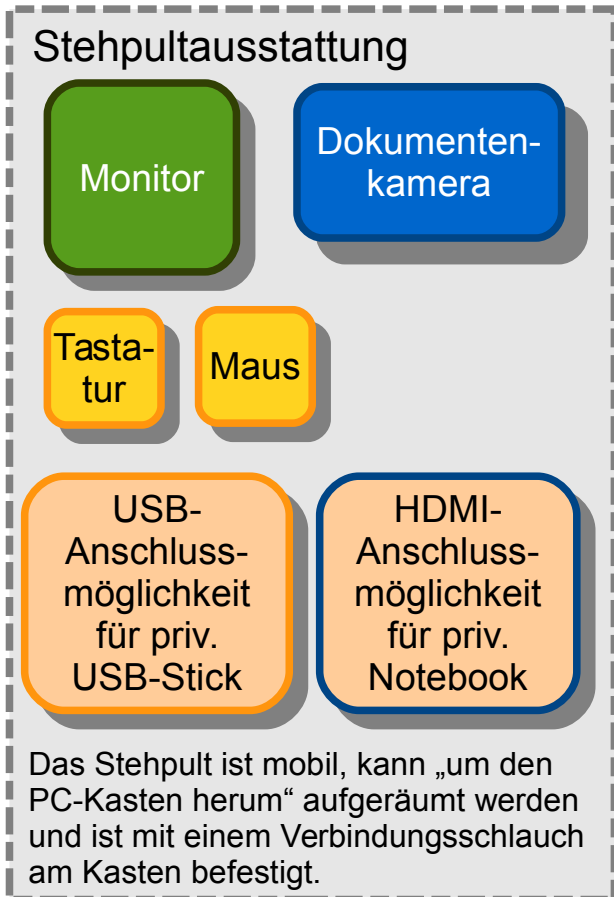 Stehpultausstattung
Monitor
Dokumenten-
kamera
Tasta-
tur
Maus
USB-
Anschluss-
möglichkeit
für priv.
USB-Stick
HDMI-
Anschluss-
möglichkeit
für priv.
Notebook
Das Stehpult ist mobil, kann „um den
PC-Kasten herum“ aufgeräumt werden
und ist mit einem Verbindungsschlauch
am Kasten befestigt.